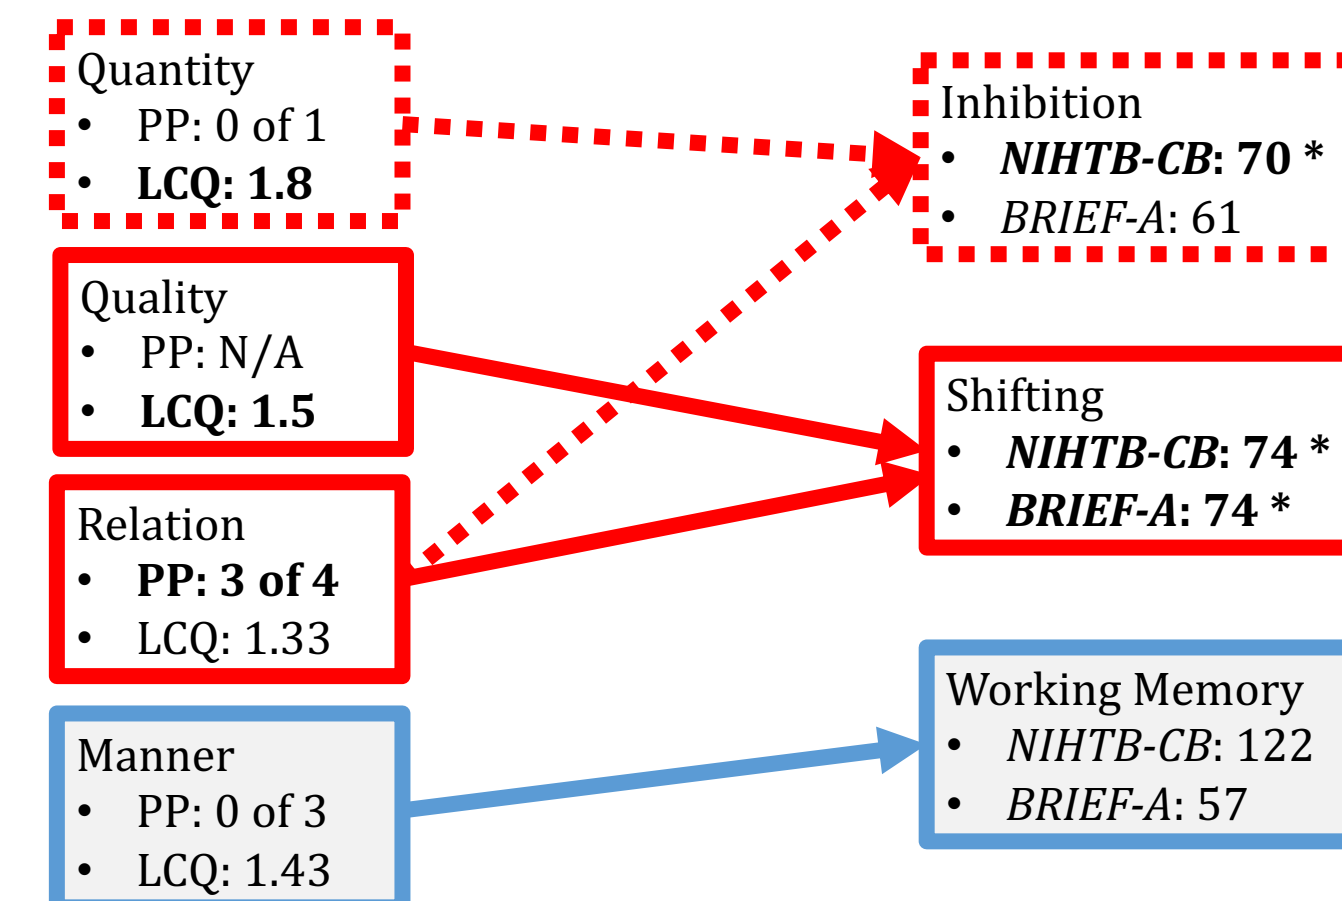 Quantity
• PP: 0 of 1
• LCQ: 1.8
Quality
• PP: N/A
• LCQ: 1.5
Relation
• PP: 3 of 4
• LCQ: 1.33
Manner
• PP: 0 of 3
• LCQ: 1.43
Inhibition
• NIHTB-CB: 70 *
• BRIEF-A: 61
Shifting
• NIHTB-CB: 74 *
• BRIEF-A: 74 *
Working Memory
• NIHTB-CB: 122
• BRIEF-A: 57